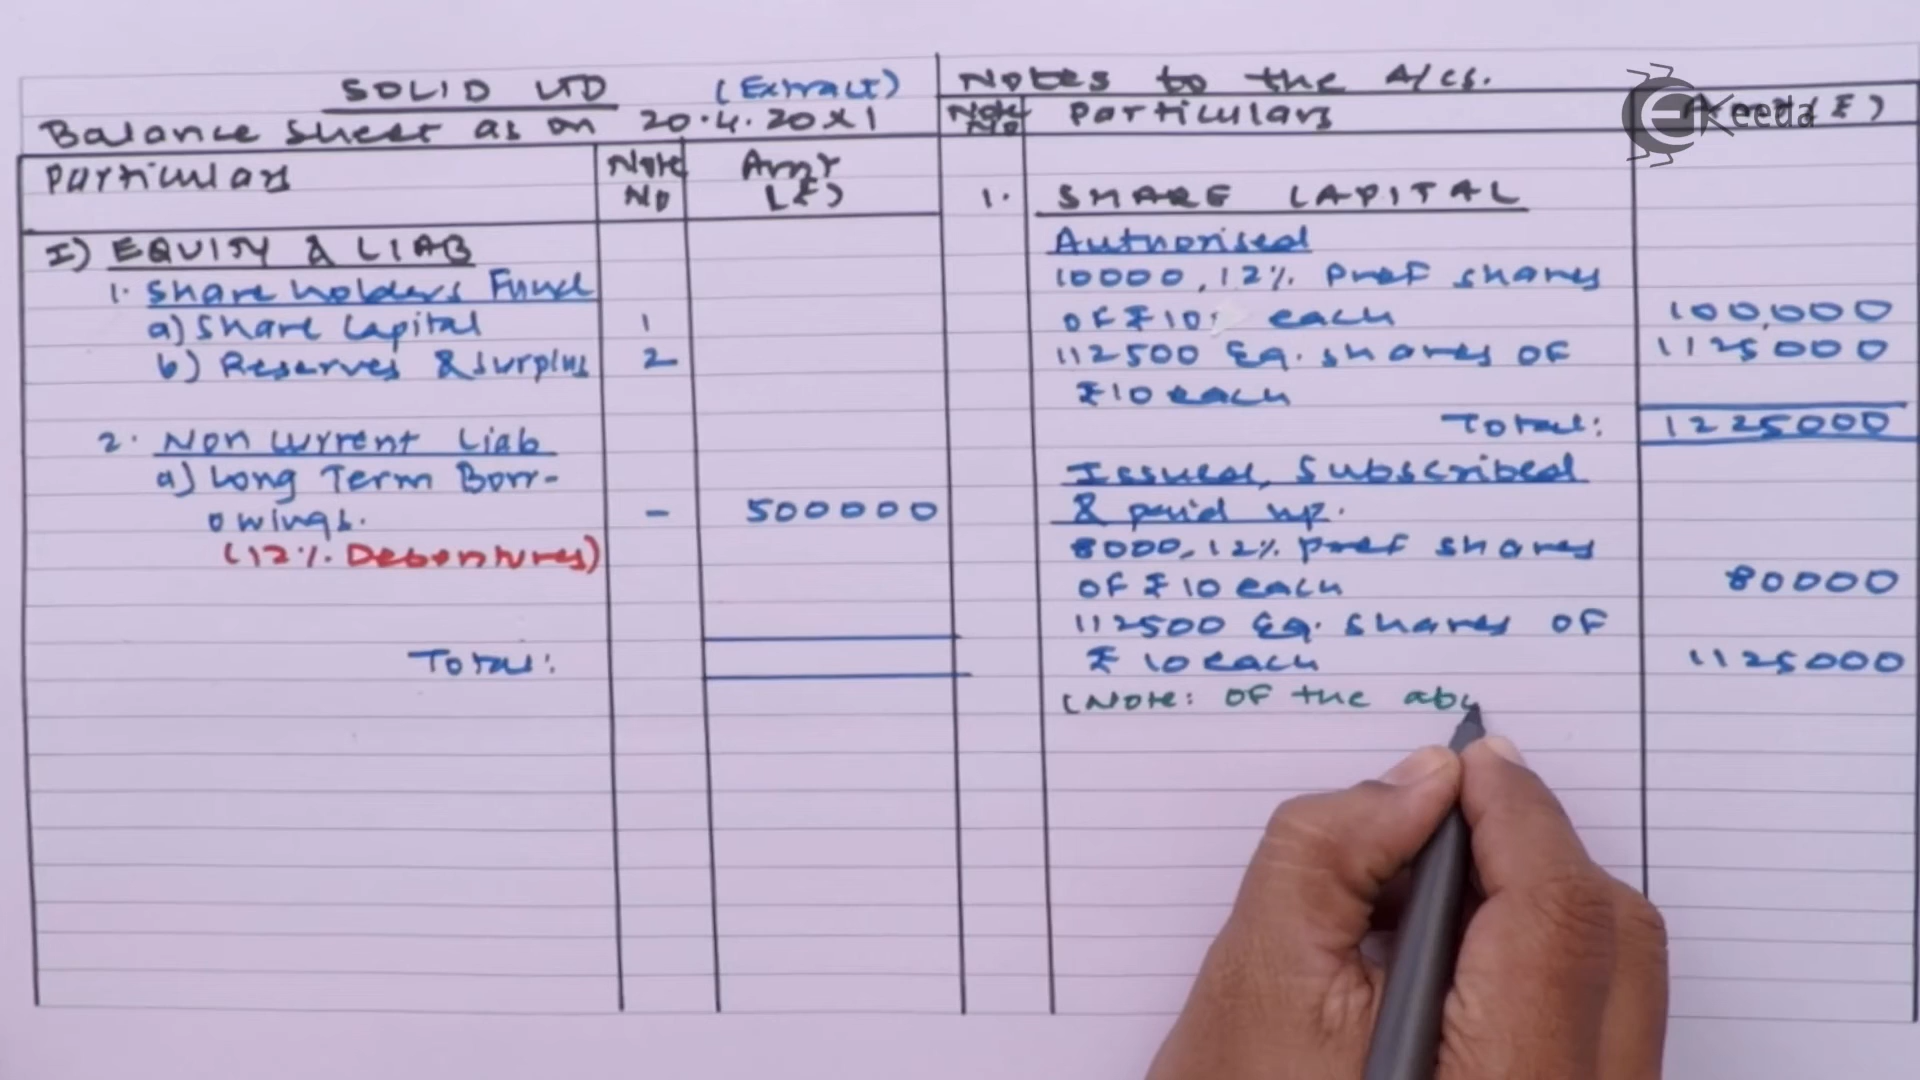 SOLID LTD (Extract)
Balance sheet as on 20.4.20X1
Particulars
Note No
Amt (₹)
I) EQUITY & LIAB
1. Shareholders Fund
a) Share Capital 1
b) Reserves & Surplus 2
2. Non Current Liab
a) Long Term Borr-
owings. - 500000
(12% Debentures)
Total:
Notes to the A/cs.
Note No Particulars (₹)
1. SHARE CAPITAL
Authorised
10000, 12% Pref shares
of ₹10 each 100,000
112500 Eq. shares of 1125000
₹10 each
Total: 1225000
Issued, Subscribed
& paid up.
8000, 12% pref shares
of ₹10 each 80000
112500 Eq. shares of
₹10 each 1125000
(Note: OF the abv
Ekeeda